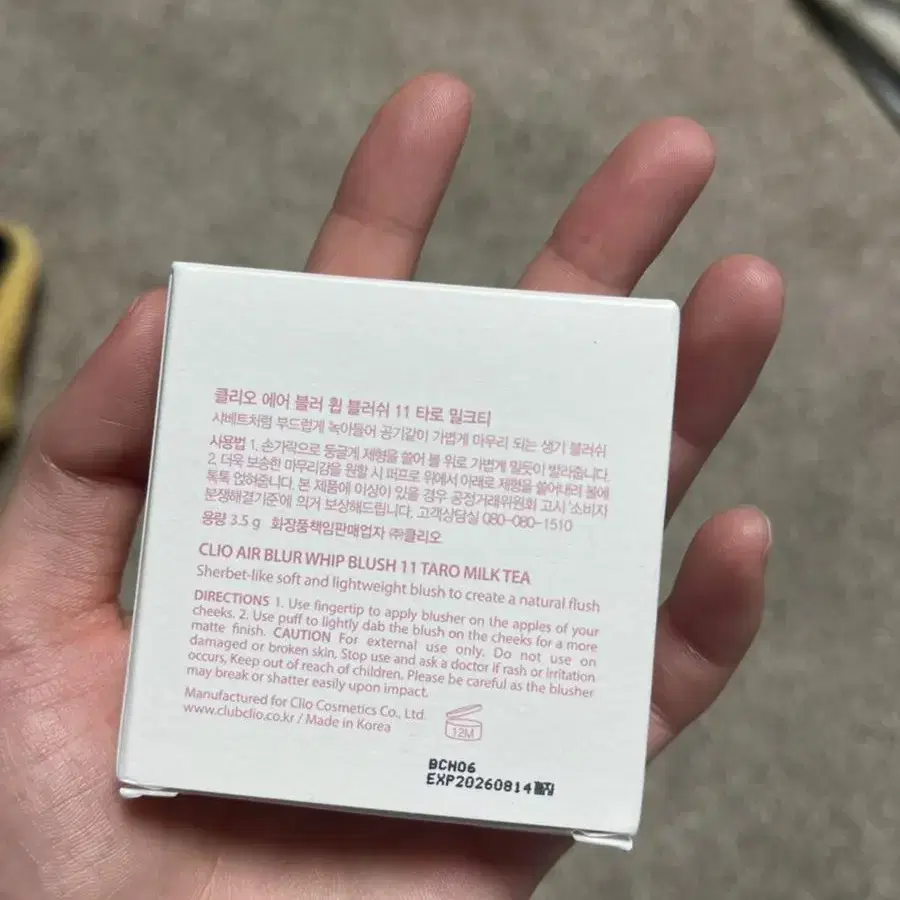 클리오 에어 블러 휩 블러쉬 11 타로 밀크티
샤베트처럼 부드럽게 녹아들어 공기같이 가볍게 마무리 되는 생기 블러쉬
사용법 1. 손가락으로 둥글게 제형을 쓸어 볼 위로 가볍게 밀듯이 발라줍니다.
2. 더욱 보송한 마무리감을 원할 시 퍼프로 위에서 아래로 제형을 쓸어내려 볼에
톡톡 얹어줍니다. 본 제품에 이상이 있을 경우 공정거래위원회 고시 '소비자
분쟁해결기준'에 의거 보상해드립니다. 고객상담실 080-080-1510
용량 3.5 g 화장품책임판매업자 ㈜클리오
CLIO AIR BLUR WHIP BLUSH 11 TARO MILK TEA
Sherbet-like soft and lightweight blush to create a natural flush
DIRECTIONS 1. Use fingertip to apply blusher on the apples of your
cheeks. 2. Use puff to lightly dab the blush on the cheeks for a more
matte finish. CAUTION For external use only. Do not use on
damaged or broken skin. Stop use and ask a doctor if rash or irritation
occurs. Keep out of reach of children. Please be careful as the blusher
may break or shatter easily upon impact.
Manufactured for Clio Cosmetics Co., Ltd.
www.clubclio.co.kr / Made in Korea
12M
BCH06
EXP20260814